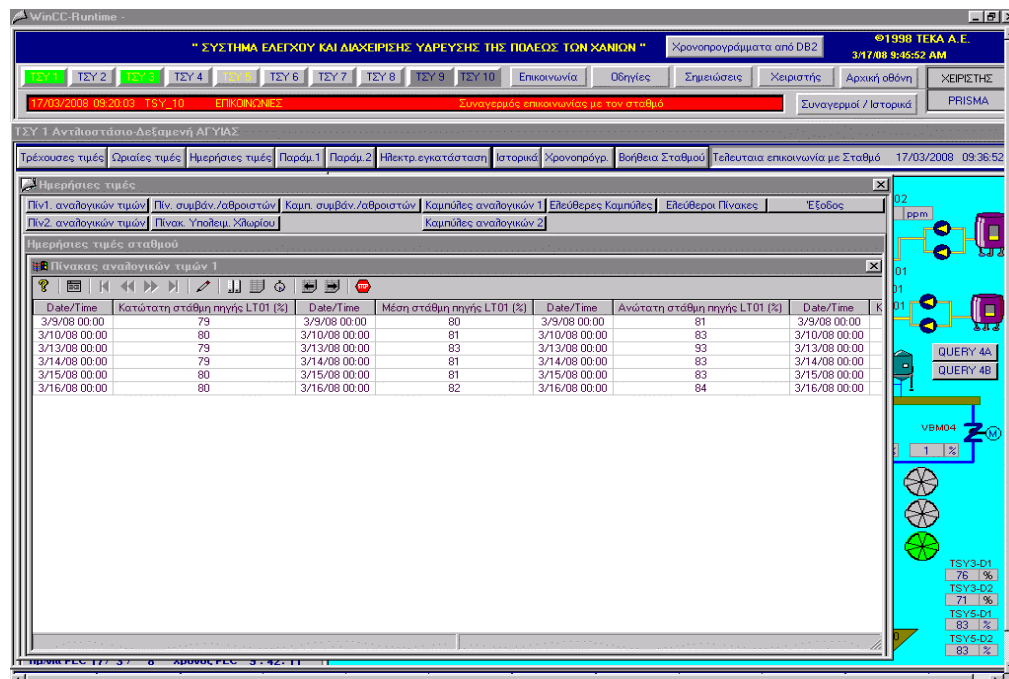 WinCC-Runtime -
" ΣΥΣΤΗΜΑ ΕΛΕΓΧΟΥ ΚΑΙ ΔΙΑΧΕΙΡΙΣΗΣ ΥΔΡΕΥΣΗΣ ΤΗΣ ΠΟΛΕΩΣ ΤΩΝ ΧΑΝΙΩΝ " Χρονοπρογράμματα από DB2 ©1998 TEKA A.E.
3/17/08 9:45:52 AM
ΤΣΥ 1 ΤΣΥ 2 ΤΣΥ 3 ΤΣΥ 4 ΤΣΥ 5 ΤΣΥ 6 ΤΣΥ 7 ΤΣΥ 8 ΤΣΥ 9 ΤΣΥ 10 Επικοινωνία Οδηγίες Σημειώσεις Χειριστής Αρχική οθόνη ΧΕΙΡΙΣΤΗΣ
17/03/2008 09:20:03 TSY_10 ΕΠΙΚΟΙΝΩΝΙΕΣ Συναγερμός επικοινωνίας με τον σταθμό Συναγερμοί / Ιστορικά PRISMA
ΤΣΥ 1 Αντλιοστάσιο-Δεξαμενή ΑΓΥΙΑΣ
Τρέχουσες τιμές Ωριαίες τιμές Ημερήσιες τιμές Παράμ.1 Παράμ.2 Ηλεκτρ.εγκατάσταση Ιστορικά Χρονοπρόγρ. Βοήθεια Σταθμού Τελευταια επικοινωνία με Σταθμό 17/03/2008 09:36:52
Ημερήσιες τιμές
Πίν1. αναλογικών τιμών Πίν. συμβάν./αθροιστών Καμπ. συμβάν./αθροιστών Καμπύλες αναλογικών 1 Ελεύθερες Καμπύλες Ελεύθεροι Πίνακες Έξοδος
Πίν2. αναλογικών τιμών Πίνακ. Υπολειμ. Χλωρίου Καμπύλες αναλογικών 2
Ημερήσιες τιμές σταθμού
Πίνακας αναλογικών τιμών 1
STOP
Date/Time Κατώτατη στάθμη πηγής LT01 (%) Date/Time Μέση στάθμη πηγής LT01 (%) Date/Time Ανώτατη στάθμη πηγής LT01 (%) Date/Time Κ
3/9/08 00:00 79 3/9/08 00:00 80 3/9/08 00:00 81 3/9/08 00:00
3/10/08 00:00 80 3/10/08 00:00 81 3/10/08 00:00 83 3/10/08 00:00
3/13/08 00:00 79 3/13/08 00:00 83 3/13/08 00:00 93 3/13/08 00:00
3/14/08 00:00 79 3/14/08 00:00 81 3/14/08 00:00 83 3/14/08 00:00
3/15/08 00:00 80 3/15/08 00:00 81 3/15/08 00:00 83 3/15/08 00:00
3/16/08 00:00 80 3/16/08 00:00 82 3/16/08 00:00 84 3/16/08 00:00
02
ppm
01
01
QUERY 4A
QUERY 4B
VBM04
M
1 %
TSY3-D1
76 %
TSY3-D2
71 %
TSY5-D1
83 %
TSY5-D2
83 %